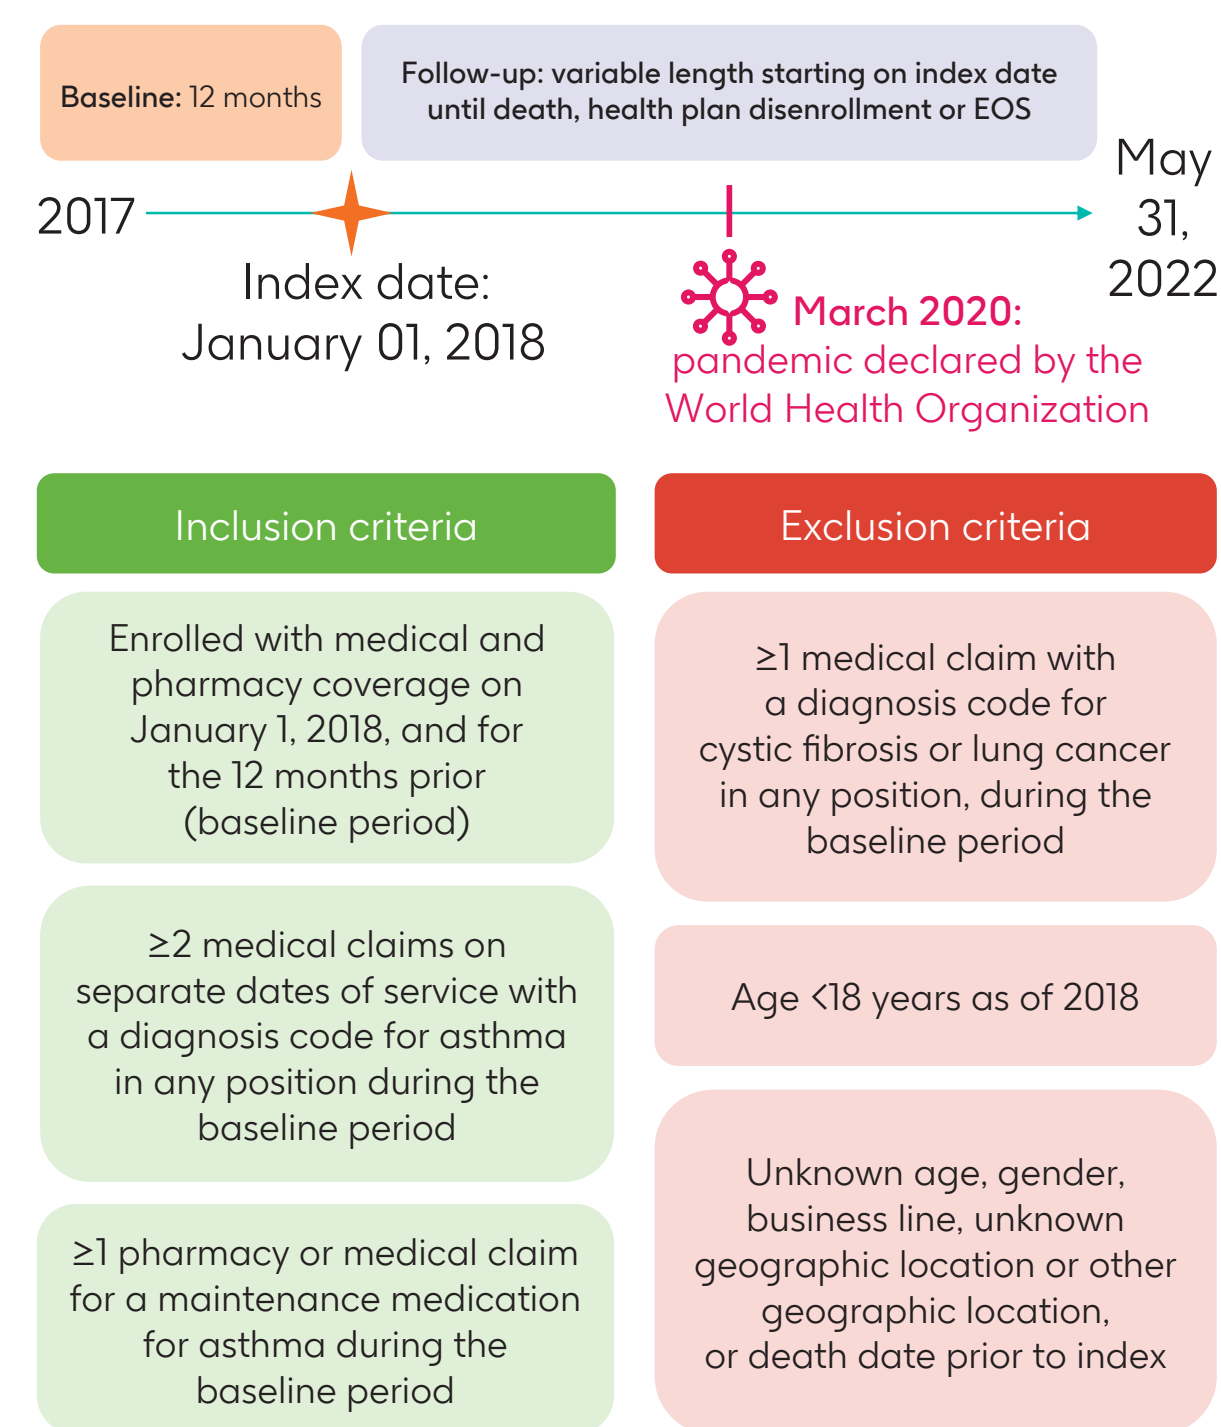 Baseline: 12 months
Follow-up: variable length starting on index date
until death, health plan disenrollment or EOS
2017
May
31,
2022
Index date:
January 01, 2018
March 2020:
pandemic declared by the
World Health Organization
Inclusion criteria
Enrolled with medical and
pharmacy coverage on
January 1, 2018, and for
the 12 months prior
(baseline period)
≥2 medical claims on
separate dates of service with
a diagnosis code for asthma
in any position during the
baseline period
≥1 pharmacy or medical claim
for a maintenance medication
for asthma during the
baseline period
Exclusion criteria
≥1 medical claim with
a diagnosis code for
cystic fibrosis or lung cancer
in any position, during the
baseline period
Age <18 years as of 2018
Unknown age, gender,
business line, unknown
geographic location or other
geographic location,
or death date prior to index